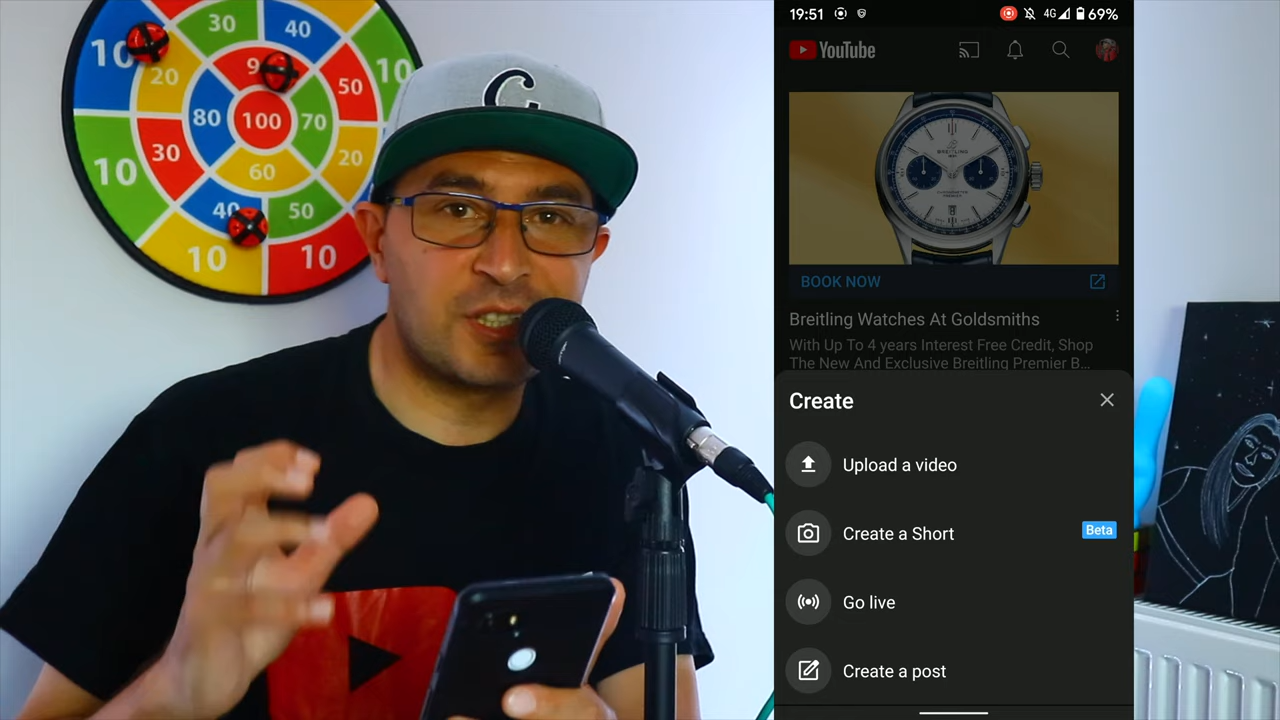 30
40
10
20
9
50
10
80
100
70
30
20
10
60
40
50
10
10
G
19:51
4G
69%
YouTube
BREITLING
BOOK NOW
Breitling Watches At Goldsmiths
With Up To 4 years Interest Free Credit, Shop
The New And Exclusive Breitling Premier B...
Create
Upload a video
Create a Short
Beta
Go live
Create a post